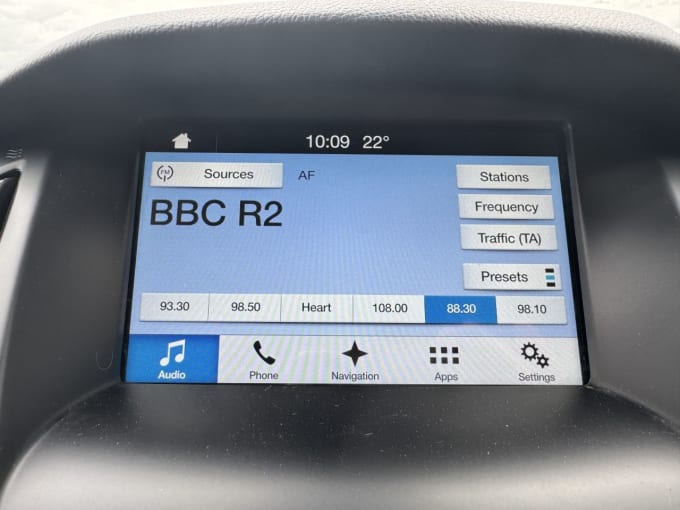 10:09 22°
FM Sources AF Stations
BBC R2
Frequency
Traffic (TA)
Presets
93.30 98.50 Heart 108.00 88.30 98.10
Audio Phone Navigation Apps Settings